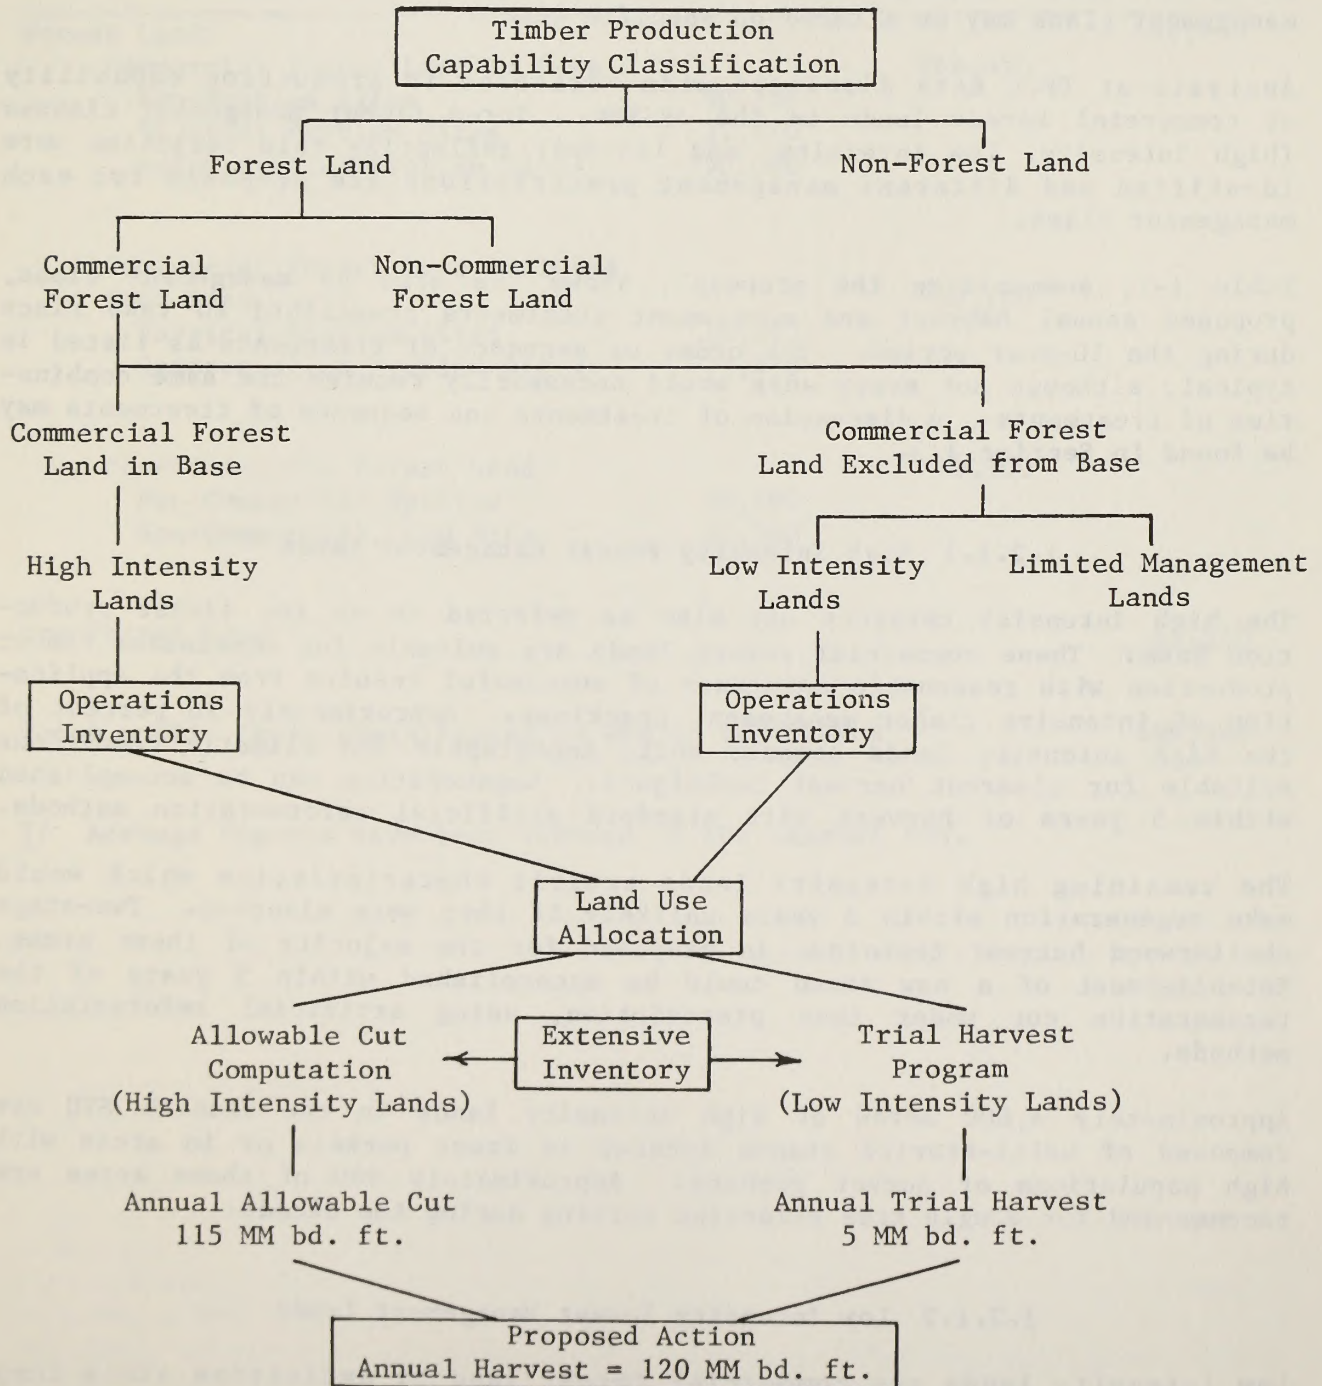 Timber Production
Capability Classification
Forest Land
Non-Forest Land
Commercial
Forest Land
Non-Commercial
Forest Land
Commercial Forest
Land in Base
Commercial Forest
Land Excluded from Base
High Intensity
Lands
Low Intensity
Lands
Limited Management
Lands
Operations
Inventory
Operations
Inventory
Land Use
Allocation
Allowable Cut
Computation
(High Intensity Lands)
Extensive
Inventory
Trial Harvest
Program
(Low Intensity Lands)
Annual Allowable Cut
115 MM bd. ft.
Annual Trial Harvest
5 MM bd. ft.
Proposed Action
Annual Harvest = 120 MM bd. ft.